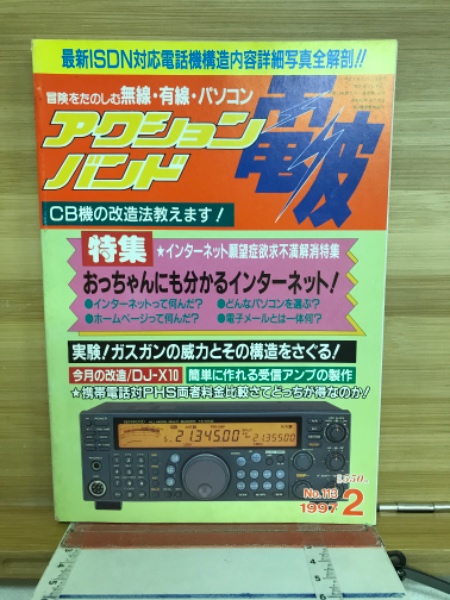 最新ISDN対応電話機構造内容詳細写真全解剖!!
冒険をたのしむ無線・有線・パソコン
アクション
バンド
電波
CB機の改造法教えます!
特集
★インターネット願望症欲求不満解消特集
おっちゃんにも分かるインターネット!
●インターネットって何んだ?
●どんなパソコンを選ぶ?
●ホームページって何んだ?
●電子メールとは一体何?
実験!ガスガンの威力とその構造をさぐる!
今月の改造/DJ-X10
簡単に作れる受信アンプの製作
★携帯電話対PHS両者料金比較さてどっちが得なのか!
21.345.00
21.355.00
550
No.113
1997
2